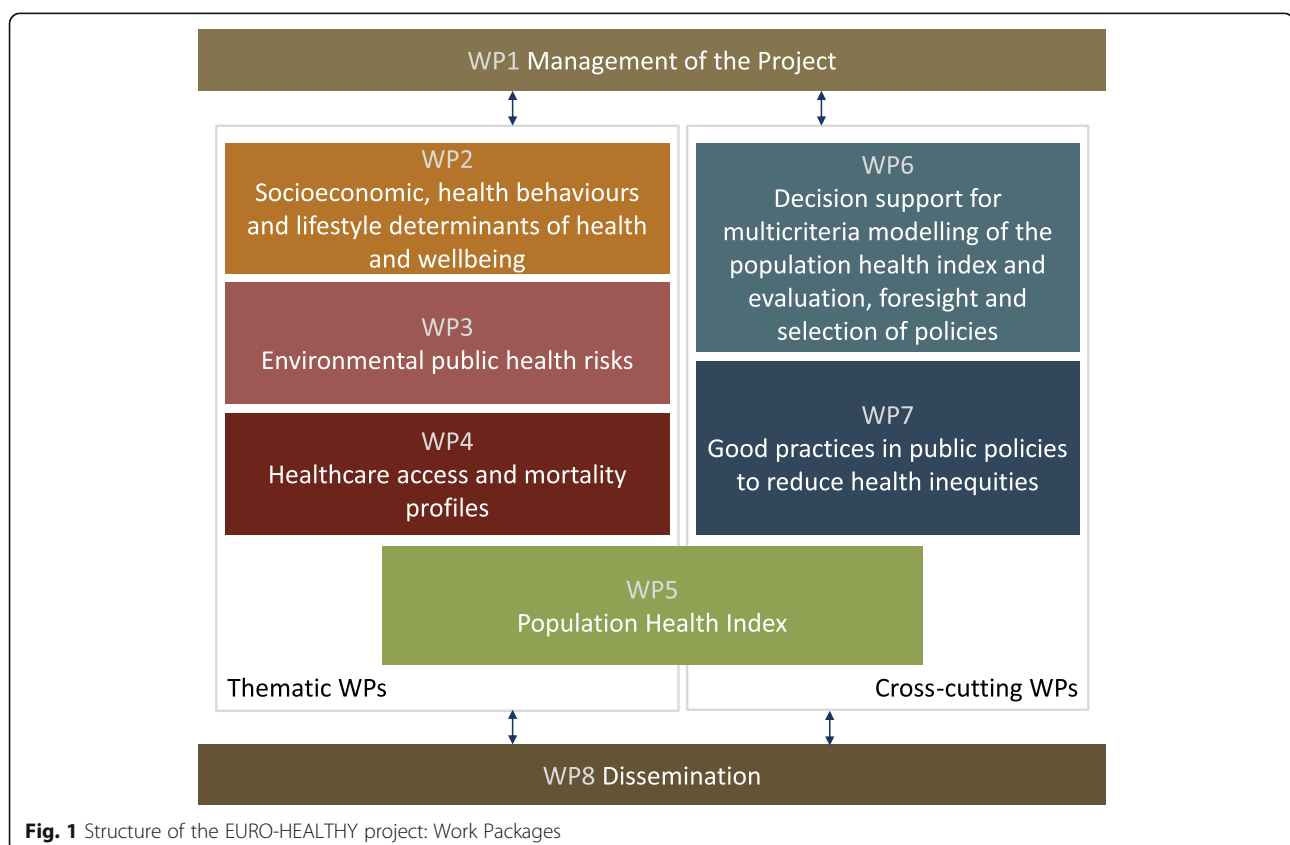 WP1 Management of the Project
WP2
Socioeconomic, health behaviours
and lifestyle determinants of health
and wellbeing
WP3
Environmental public health risks
WP4
Healthcare access and mortality
profiles
WP6
Decision support for
multicriteria modelling of the
population health index and
evaluation, foresight and
selection of policies
WP7
Good practices in public policies
to reduce health inequities
WP5
Population Health Index
Thematic WPs
Cross-cutting WPs
WP8 Dissemination
Fig. 1 Structure of the EURO-HEALTHY project: Work Packages